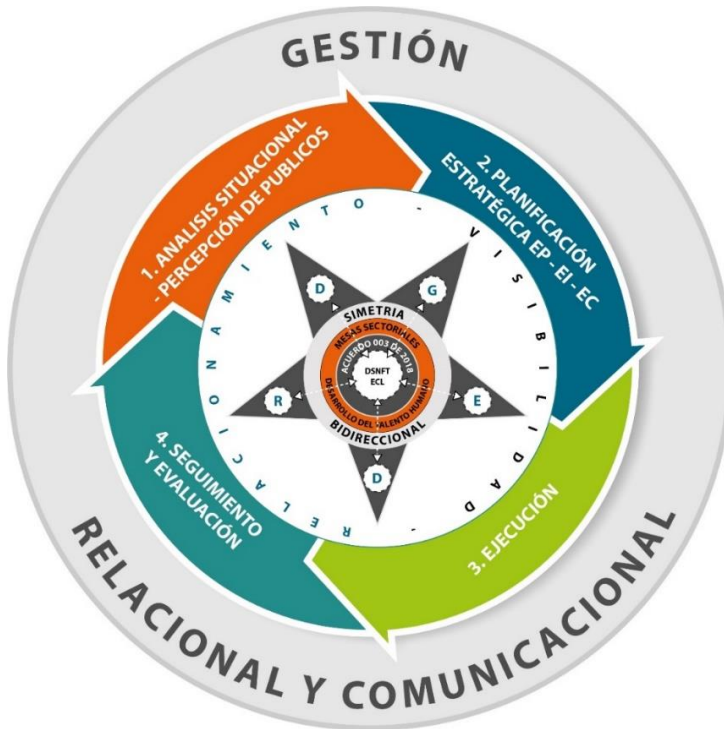 GESTIÓN
1. ANALISIS SITUACIONAL
- PERCEPCIÓN DE PUBLICOS
2. PLANIFICACIÓN
ESTRATÉGICA EP - EI - EC
3. EJECUCIÓN
4. SEGUIMIENTO
Y EVALUACIÓN
RELACIONAMIENTO - VISIBILIDAD -
D
G
SIMETRIA
MESAS SECTORIALES
ACUERDO 003 DE 2018
DSNFT
ECL
DESARROLLO DEL TALENTO HUMANO
BIDIRECCIONAL
R
E
D
RELACIONAL Y COMUNICACIONAL